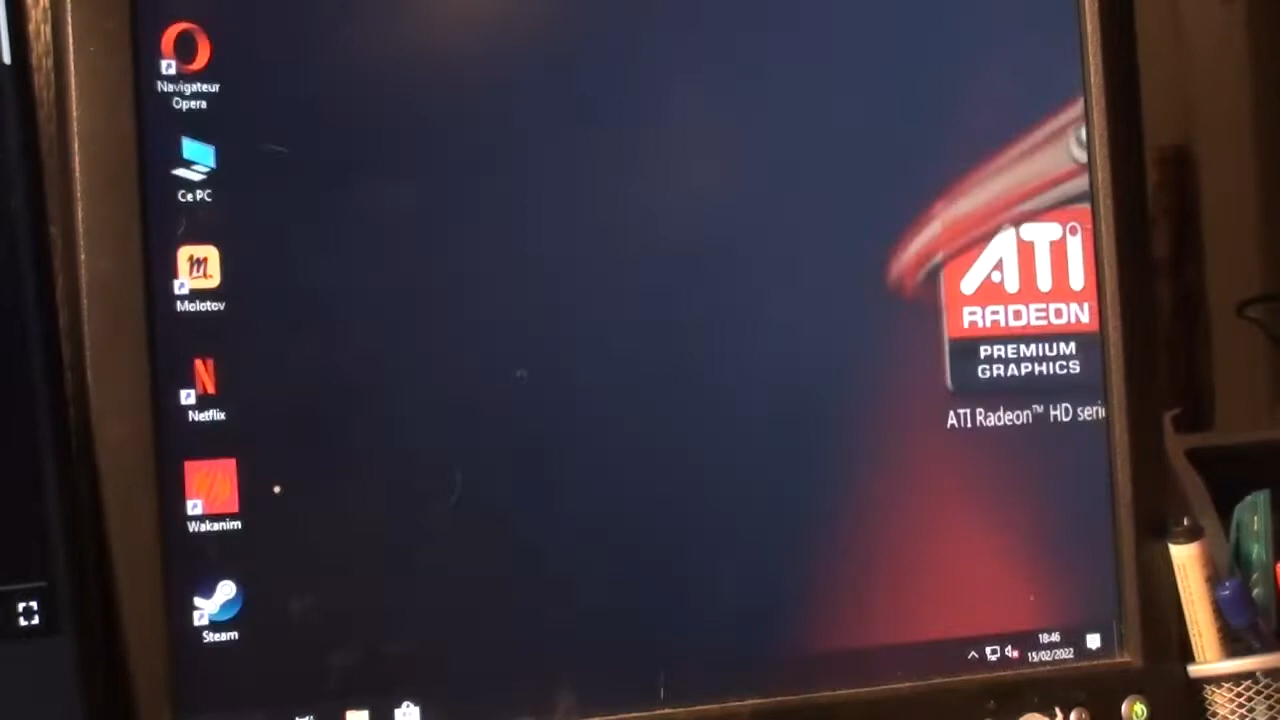 Navigateur
Opera
Ce PC
m.
Molotov
N
Netflix
Wakanim
Steam
ATI
RADEON
PREMIUM
GRAPHICS
ATI Radeon™ HD seri
18:46
15/02/2022